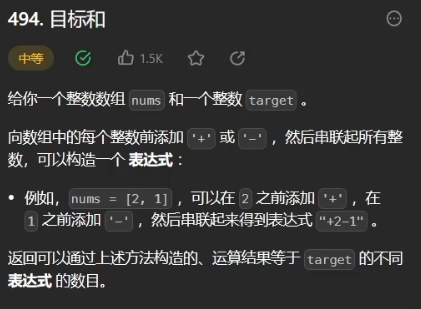 494. 目标和
中等 1.5K
给你一个整数数组 nums 和一个整数 target 。
向数组中的每个整数前添加 '+' 或 '-' ，然后串联起所有整
数，可以构造一个 表达式 ：
• 例如，nums = [2, 1] ，可以在 2 之前添加 '+' ，在
1 之前添加 '-' ，然后串联起来得到表达式 "+2-1" 。
返回可以通过上述方法构造的、运算结果等于 target 的不同
表达式 的数目。